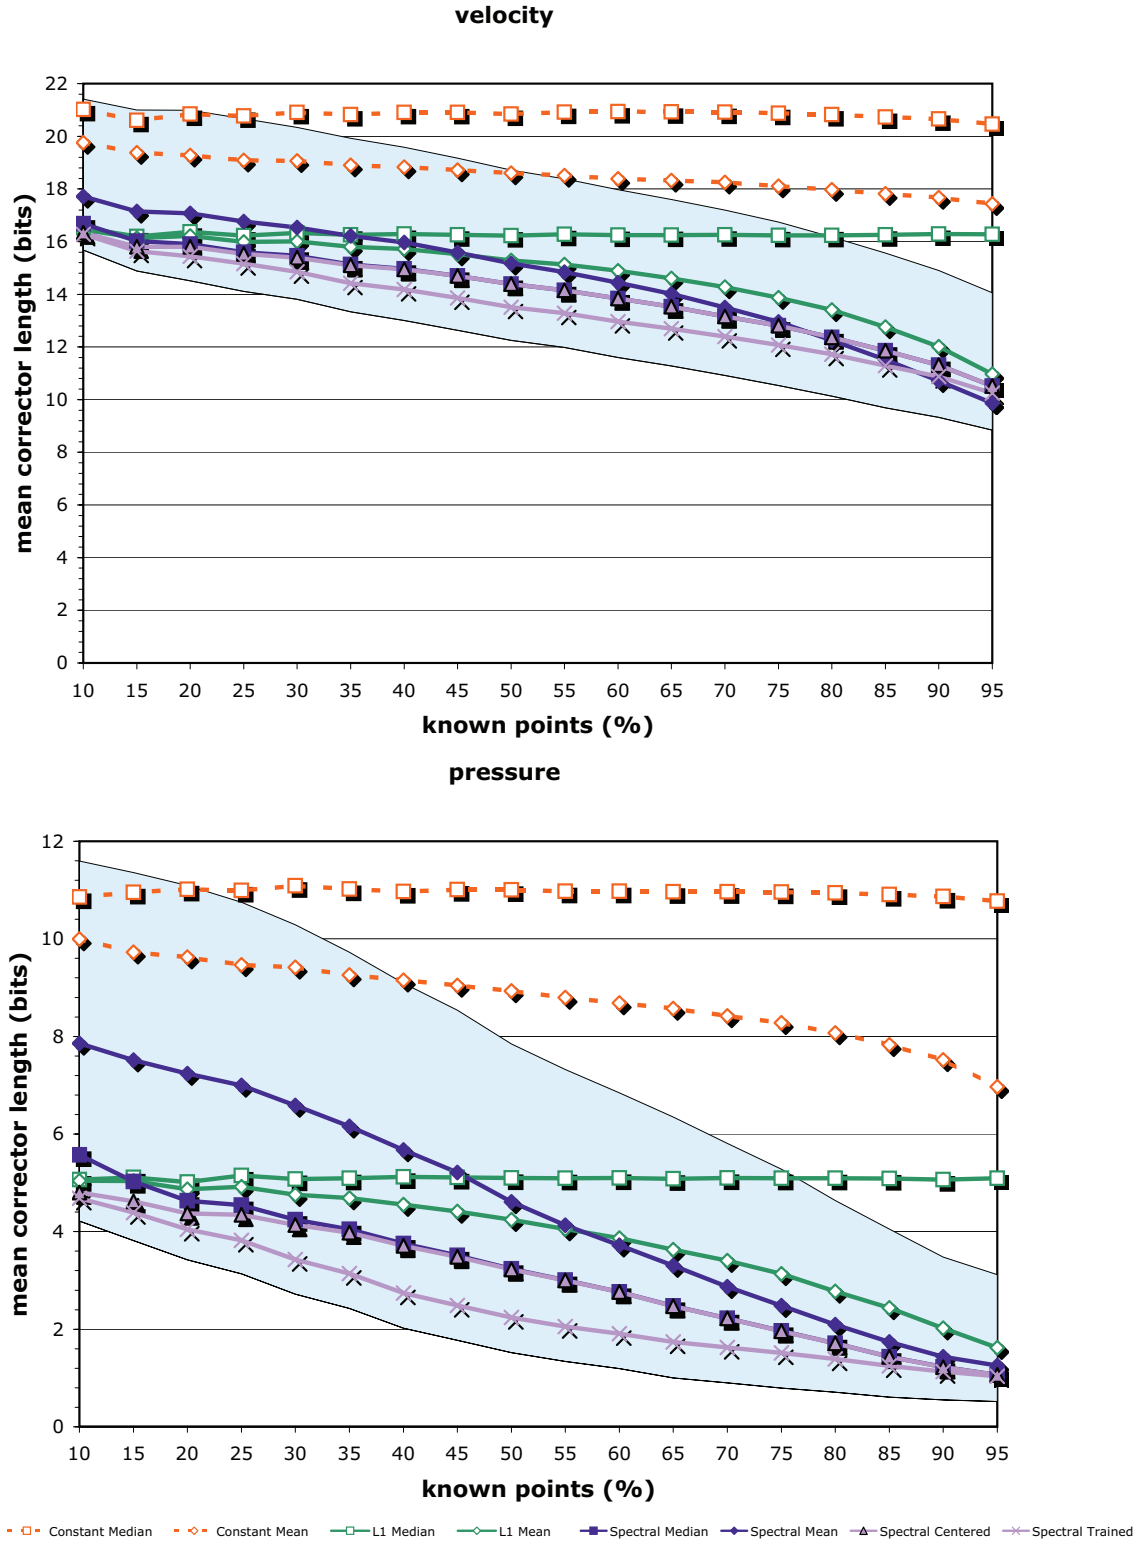 velocity
22
20
18
16
14
12
10
8
6
4
2
0
mean corrector length (bits)
10 15 20 25 30 35 40 45 50 55 60 65 70 75 80 85 90 95
known points (%)
pressure
12
10
8
6
4
2
0
mean corrector length (bits)
10 15 20 25 30 35 40 45 50 55 60 65 70 75 80 85 90 95
known points (%)
Constant Median Constant Mean L1 Median L1 Mean Spectral Median Spectral Mean Spectral Centered Spectral Trained